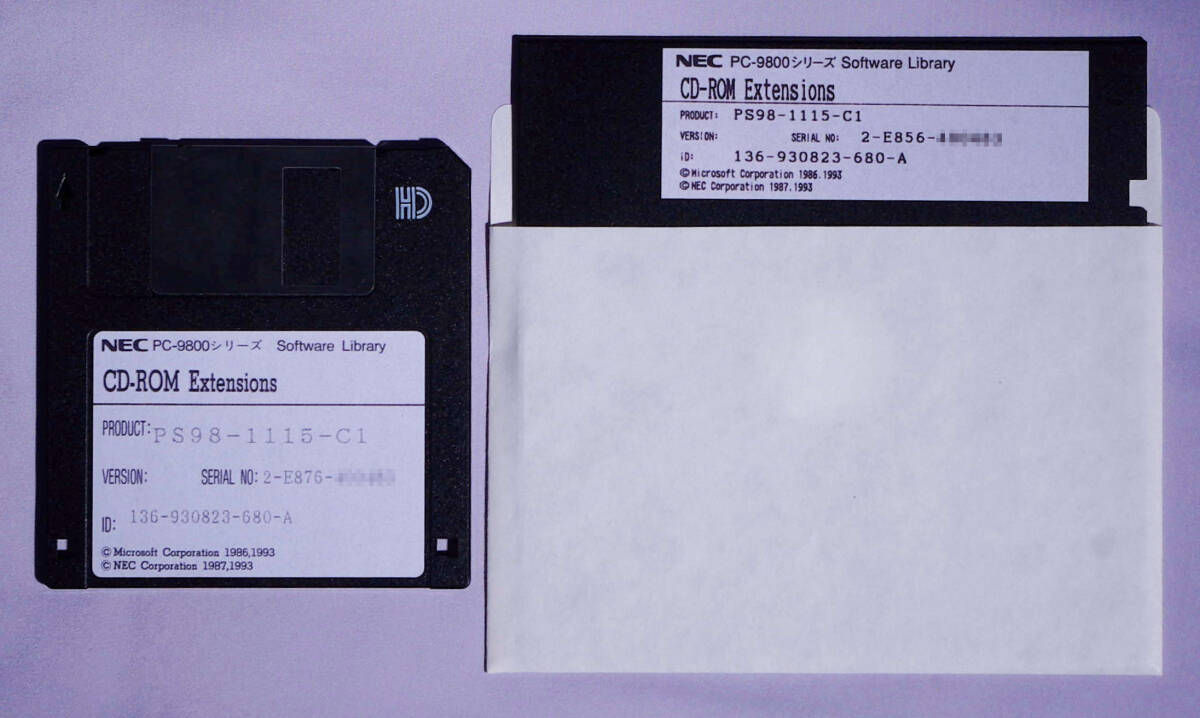 HD
NEC PC-9800シリーズ Software Library
CD-ROM Extensions
PRODUCT: PS98-1115-C1
VERSION: SERIAL NO: 2-E876-
ID: 136-930823-680-A
© Microsoft Corporation 1986,1993
© NEC Corporation 1987,1993
NEC PC-9800シリーズ Software Library
CD-ROM Extensions
PRODUCT: PS98-1115-C1
VERSION: SERIAL NO: 2-E856-
iD: 136-930823-680-A
© Microsoft Corporation 1986.1993
© NEC Corporation 1987.1993